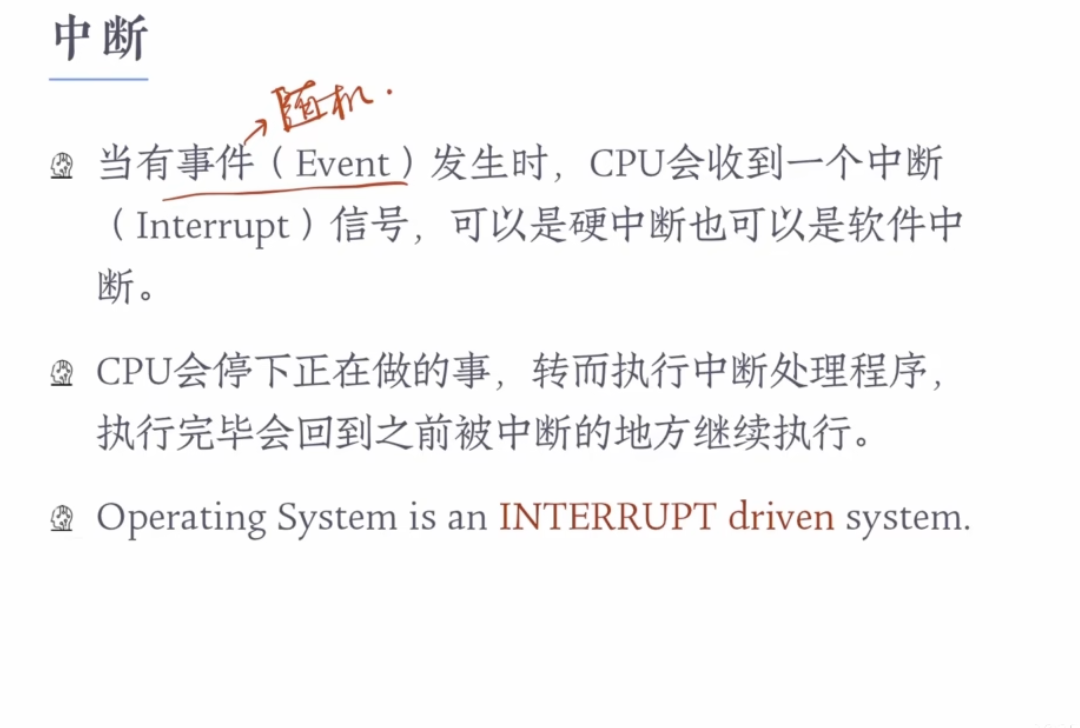 中断
随机.
当有事件（Event）发生时，CPU会收到一个中断
（Interrupt）信号，可以是硬中断也可以是软件中
断。
CPU会停下正在做的事，转而执行中断处理程序，
执行完毕会回到之前被中断的地方继续执行。
Operating System is an INTERRUPT driven system.